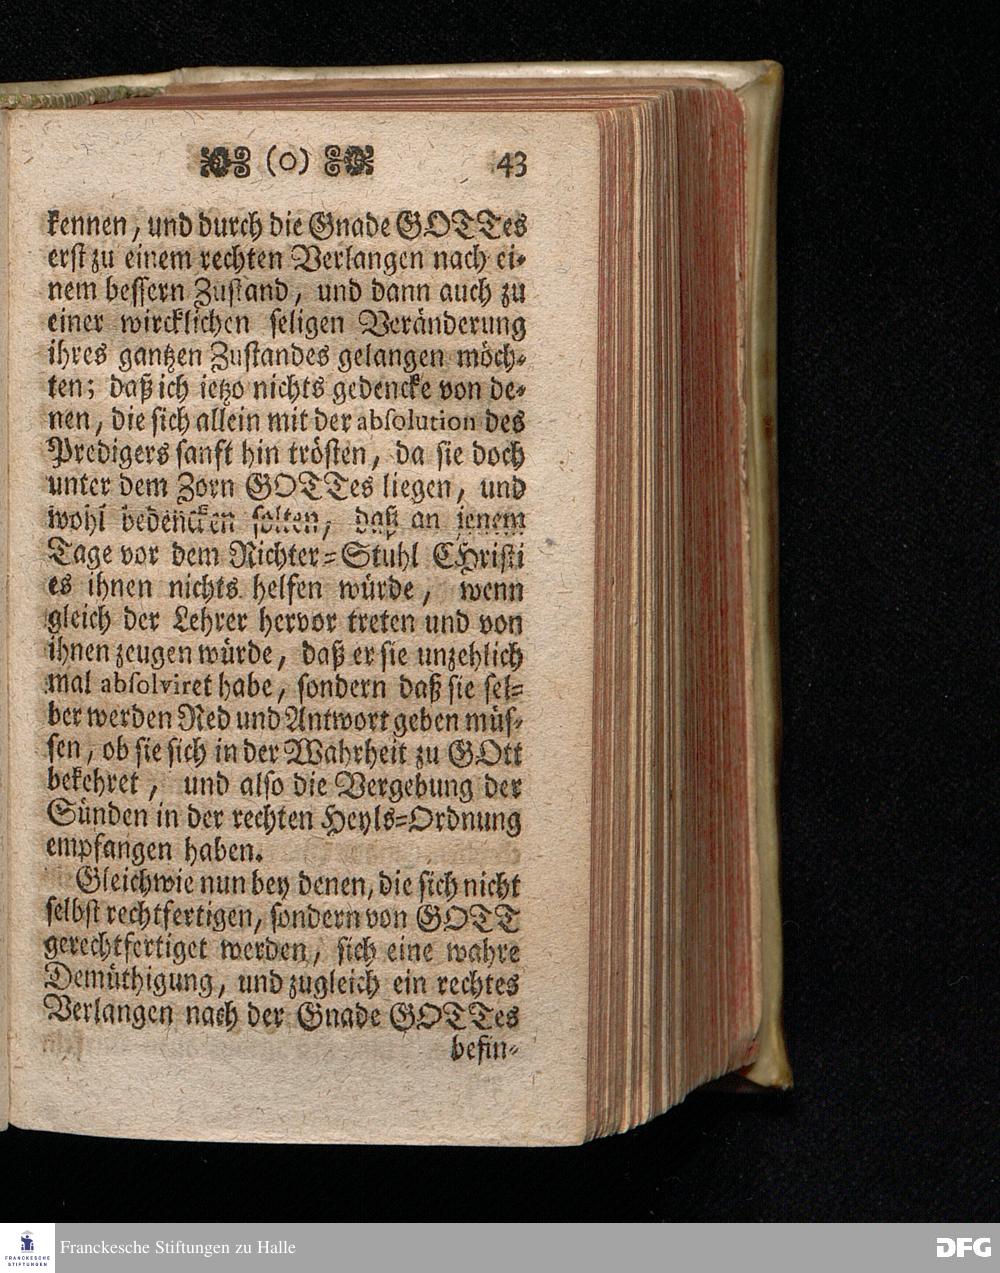 (o) 43
kennen, und durch die Gnade GOTTes
erst zu einem rechten Verlangen nach ei-
nem bessern Zustand, und dann auch zu
einer wircklichen seligen Veränderung
ihres gantzen Zustandes gelangen möch-
ten; daß ich ietzo nichts gedencke von de-
nen, die sich allein mit der absolution des
Predigers sanft hin trösten, da sie doch
unter dem Zorn GOTTes liegen, und
wohl bedencken solten, daß an jenem
Tage vor dem Richter-Stuhl CHristi
es ihnen nichts helfen würde, wenn
gleich der Lehrer hervor treten und von
ihnen zeugen würde, daß er sie unzehlich
mal absolviret habe, sondern daß sie sel-
ber werden Red und Antwort geben müs-
sen, ob sie sich in der Wahrheit zu GOtt
bekehret, und also die Vergebung der
Sünden in der rechten Heyls-Ordnung
empfangen haben.
Gleichwie nun bey denen, die sich nicht
selbst rechtfertigen, sondern von GOTT
gerechtfertiget werden, sich eine wahre
Demüthigung, und zugleich ein rechtes
Verlangen nach der Gnade GOTTes
befin-
FRANCKESCHE
STIFTUNGEN
Franckesche Stiftungen zu Halle
DFG